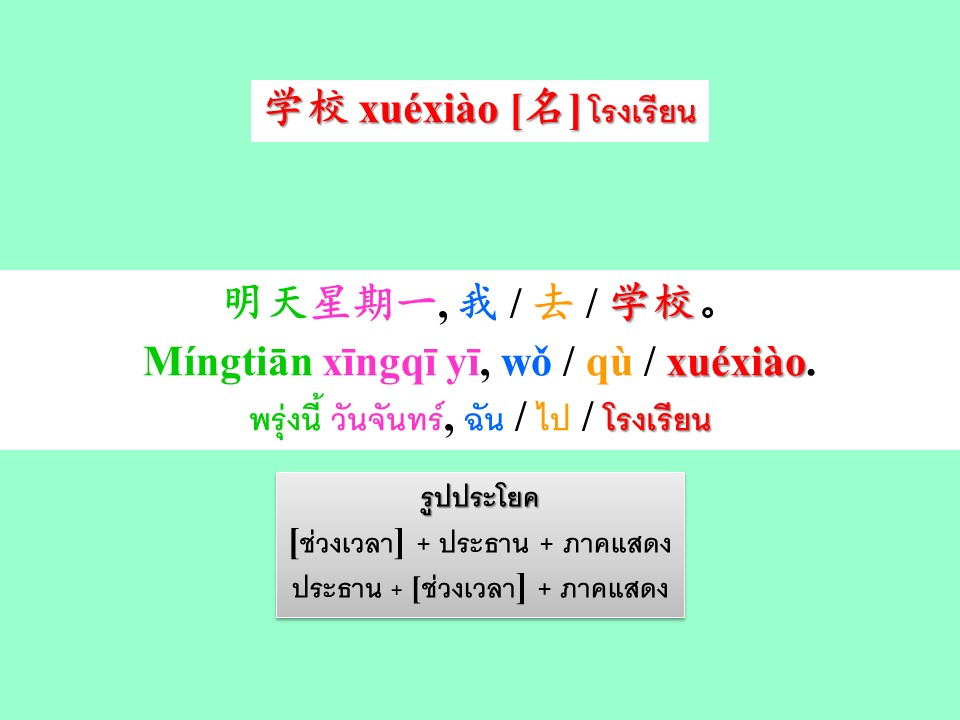 学校 xuéxiào [名] โรงเรียน
明天星期一, 我 / 去 / 学校。
Míngtiān xīngqī yī, wǒ / qù / xuéxiào.
พรุ่งนี้ วันจันทร์, ฉัน / ไป / โรงเรียน
รูปประโยค
[ช่วงเวลา] + ประธาน + ภาคแสดง
ประธาน + [ช่วงเวลา] + ภาคแสดง